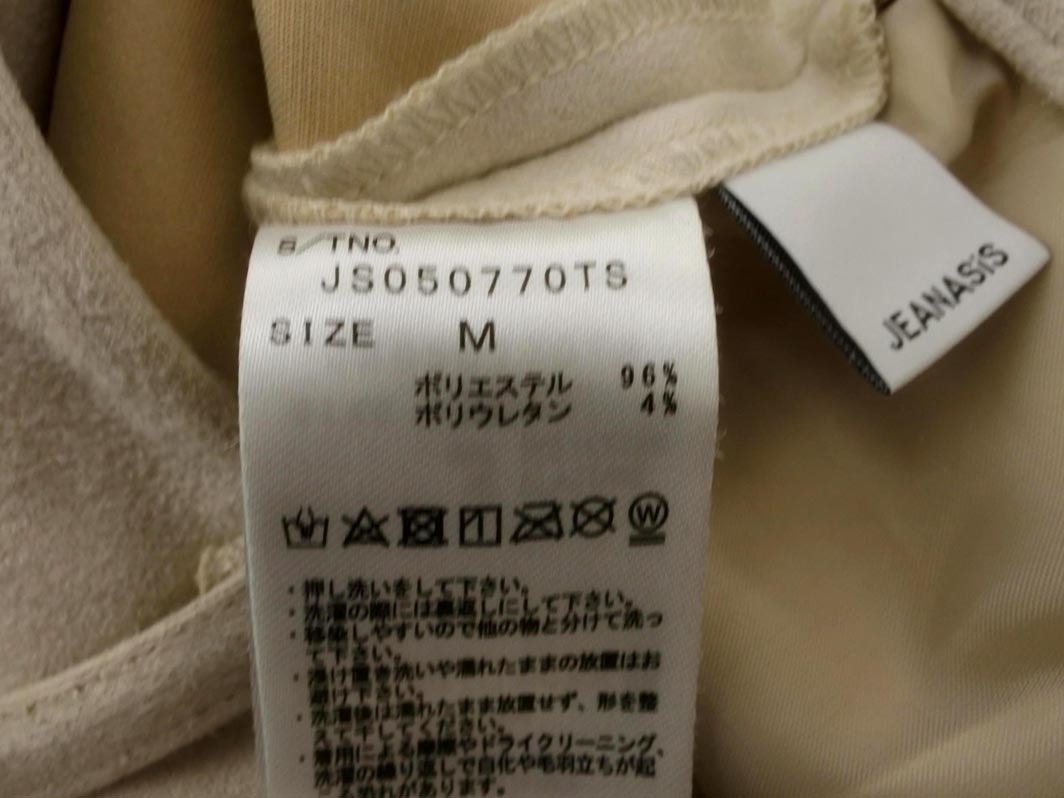 S/TNO.
JS050770TS
SIZE M
ポリエステル 96%
ポリウレタン 4%
W
・押し洗いをして下さい。
・洗濯の際には裏返しにして下さい。
・移染しやすいので他の物と分けて洗っ
て下さい。
・浸け置き洗いや濡れたままの放置はお
避け下さい。
・洗濯後は濡れたまま放置せず、形を整
えて干してください。
・着用による摩擦やドライクリーニング、
洗濯の繰り返しで白化や毛羽立ちが起
こる恐れがあります。
JEANASiS